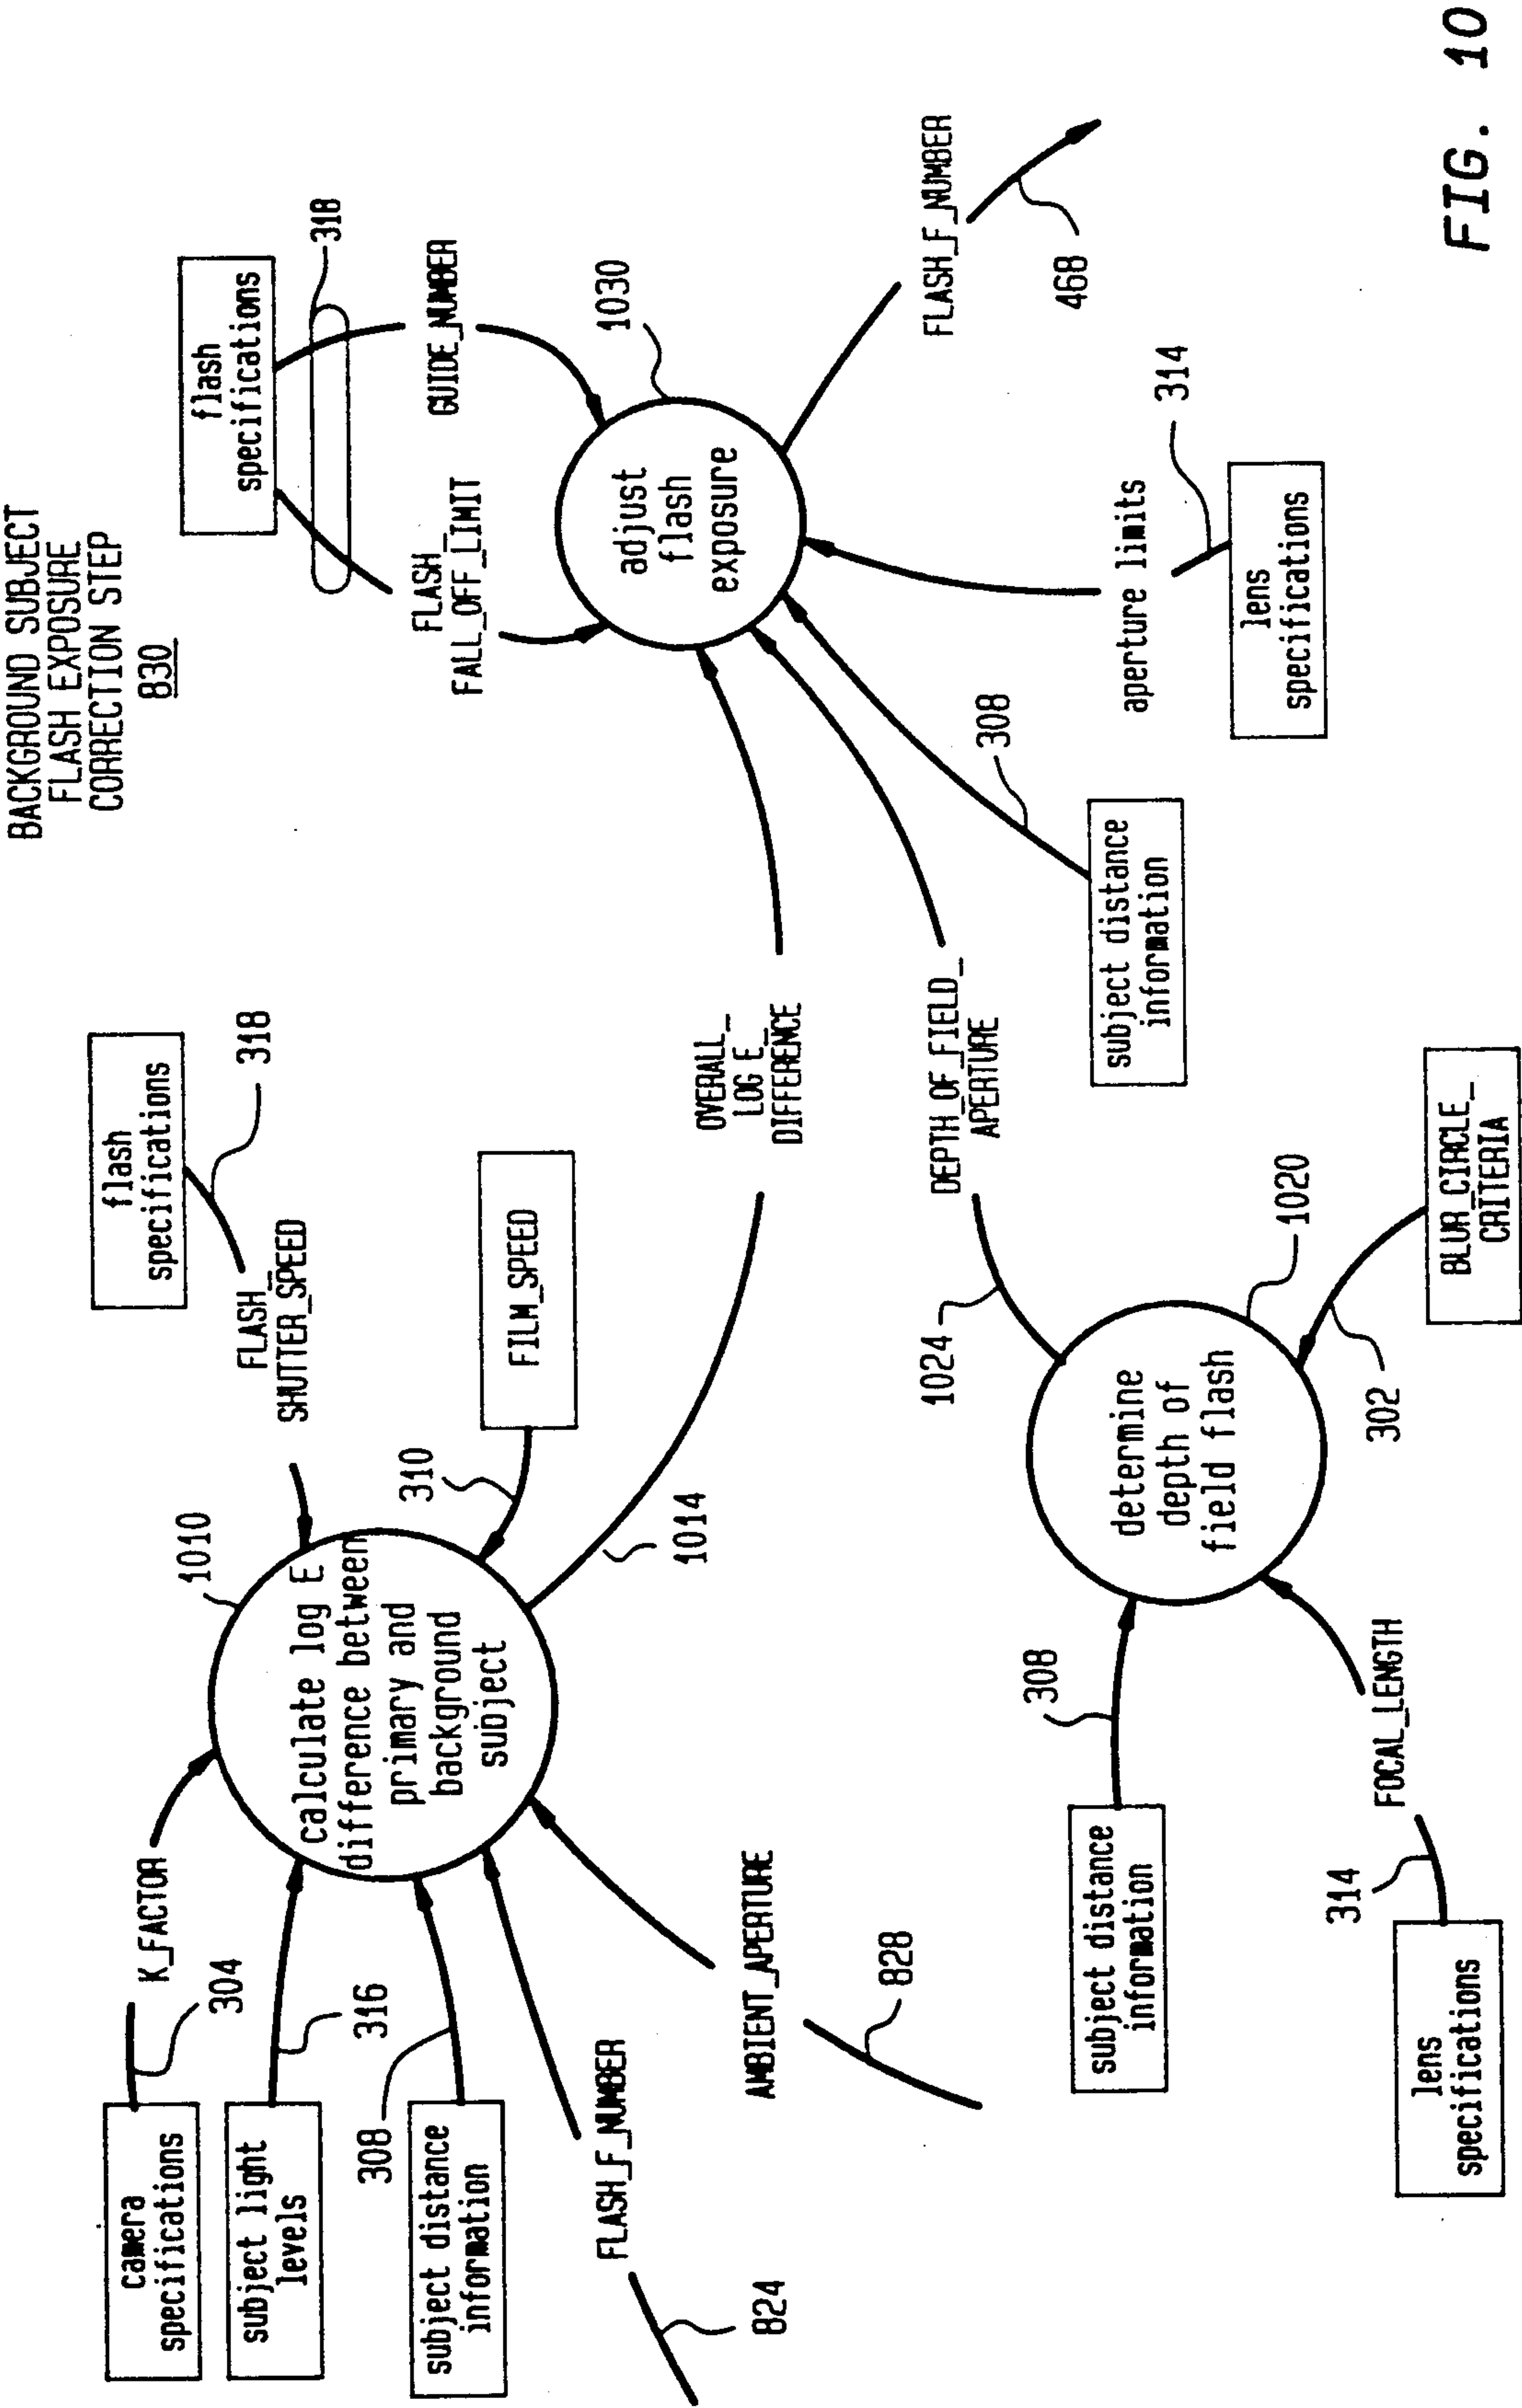 BACKGROUND SUBJECT
FLASH EXPOSURE
CORRECTION STEP
830
camera
specifications
304
K_FACTOR
subject light
levels
316
subject distance
information
308
FLASH_F_NUMBER
824
AMBIENT_APERTURE
828
1010
calculate log E
difference between
primary and
background
subject
flash
specifications
318
FLASH_
SHUTTER_SPEED
FILM_SPEED
310
1014
OVERALL_
LOG E_
DIFFERENCE
subject distance
information
308
lens
specifications
314
FOCAL_LENGTH
determine
depth of
field flash
1020
BLUR_CIRCLE_
CRITERIA
302
1024
DEPTH_OF_FIELD_
APERTURE
subject distance
information
308
flash
specifications
318
FLASH_
FALL_OFF_LIMIT
GUIDE_NUMBER
adjust
flash
exposure
1030
aperture limits
314
lens
specifications
FLASH_F_NUMBER
468
FIG. 10